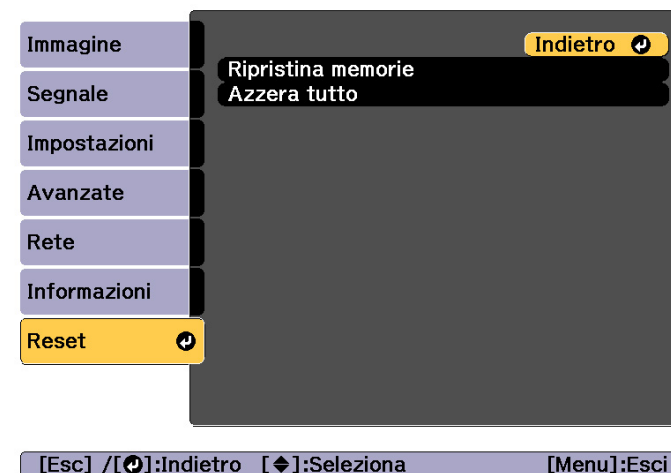 Immagine
Segnale
Impostazioni
Avanzate
Rete
Informazioni
Reset
Indietro
Ripristina memorie
Azzera tutto
[Esc] /[⏎]:Indietro [◆]:Seleziona [Menu]:Esci